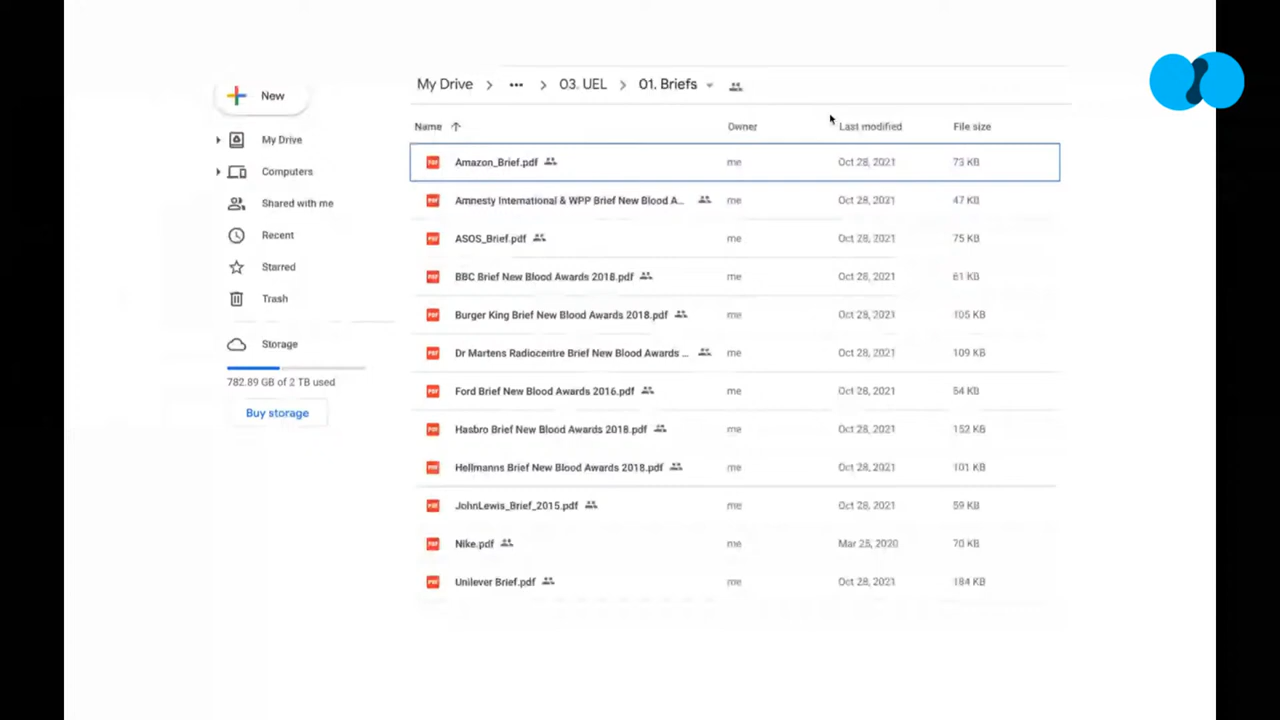 New
My Drive
Computers
Shared with me
Recent
Starred
Trash
Storage
782.89 GB of 2 TB used
Buy storage
My Drive > ... > 03. UEL > 01. Briefs
Name Owner Last modified File size
Amazon_Brief.pdf me Oct 28, 2021 73 KB
Amnesty International & WPP Brief New Blood A... me Oct 28, 2021 47 KB
ASOS_Brief.pdf me Oct 28, 2021 75 KB
BBC Brief New Blood Awards 2018.pdf me Oct 28, 2021 61 KB
Burger King Brief New Blood Awards 2018.pdf me Oct 28, 2021 105 KB
Dr Martens Radiocentre Brief New Blood Awards ... me Oct 28, 2021 109 KB
Ford Brief New Blood Awards 2016.pdf me Oct 28, 2021 54 KB
Hasbro Brief New Blood Awards 2018.pdf me Oct 28, 2021 152 KB
Hellmanns Brief New Blood Awards 2018.pdf me Oct 28, 2021 101 KB
JohnLewis_Brief_2015.pdf me Oct 28, 2021 59 KB
Nike.pdf me Mar 25, 2020 70 KB
Unilever Brief.pdf me Oct 28, 2021 184 KB